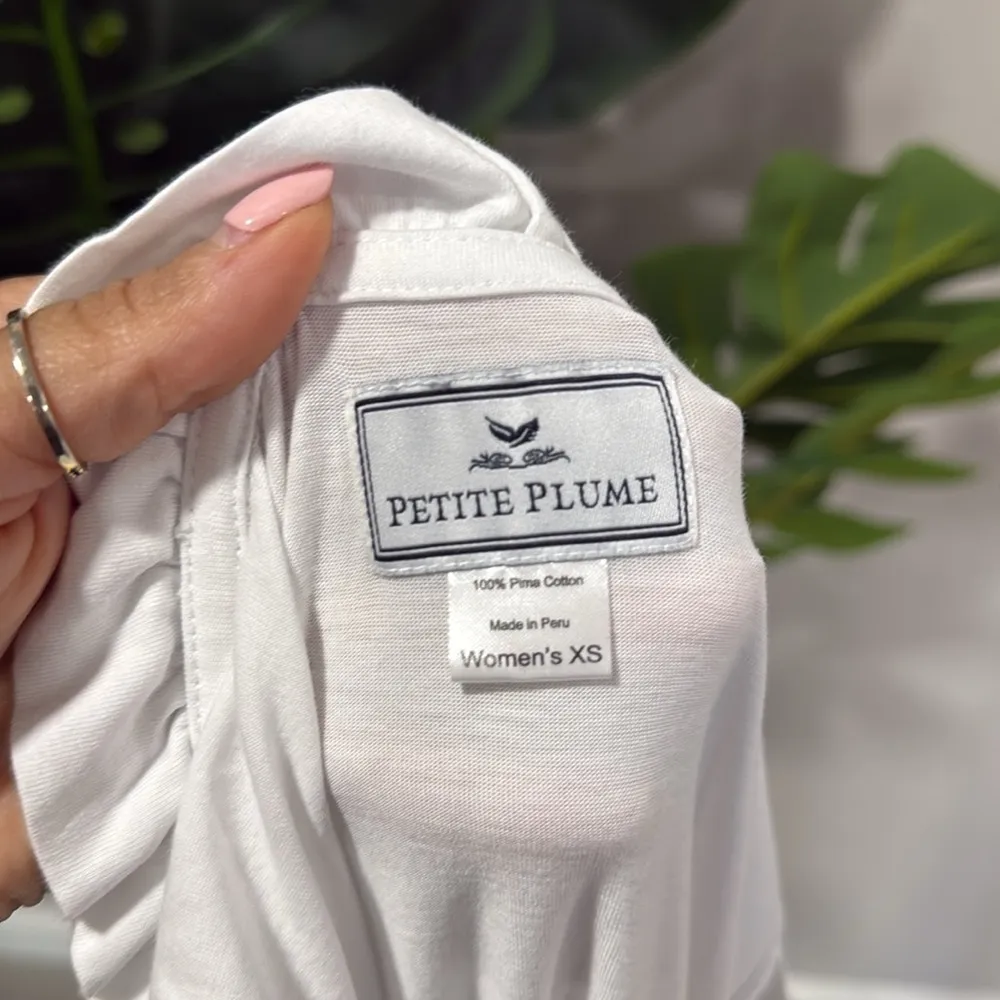 PETITE PLUME
100% Pima Cotton
Made in Peru
Women's XS